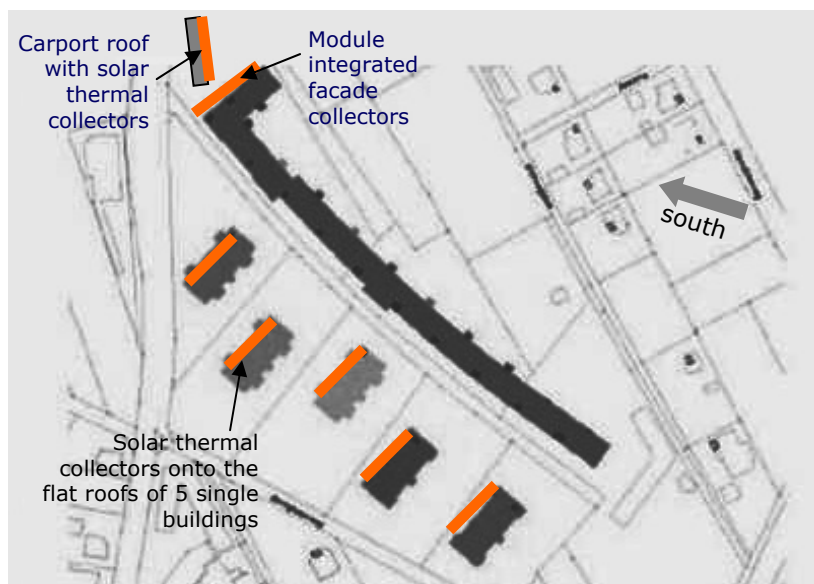 Carport roof
with solar
thermal
collectors
Module
integrated
facade
collectors
south
Solar thermal
collectors onto the
flat roofs of 5 single
buildings